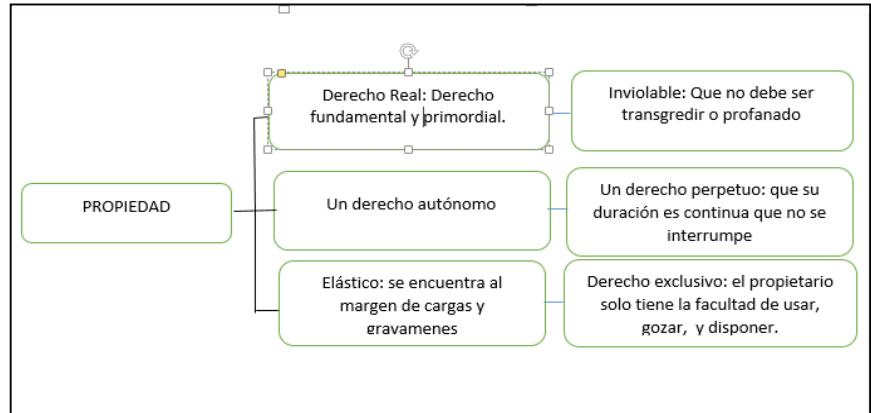 Derecho Real: Derecho
fundamental y primordial.
Inviolable: Que no debe ser
transgredir o profanado
PROPIEDAD
Un derecho autónomo
Un derecho perpetuo: que su
duración es continua que no se
interrumpe
Elástico: se encuentra al
margen de cargas y
gravamenes
Derecho exclusivo: el propietario
solo tiene la facultad de usar,
gozar, y disponer.